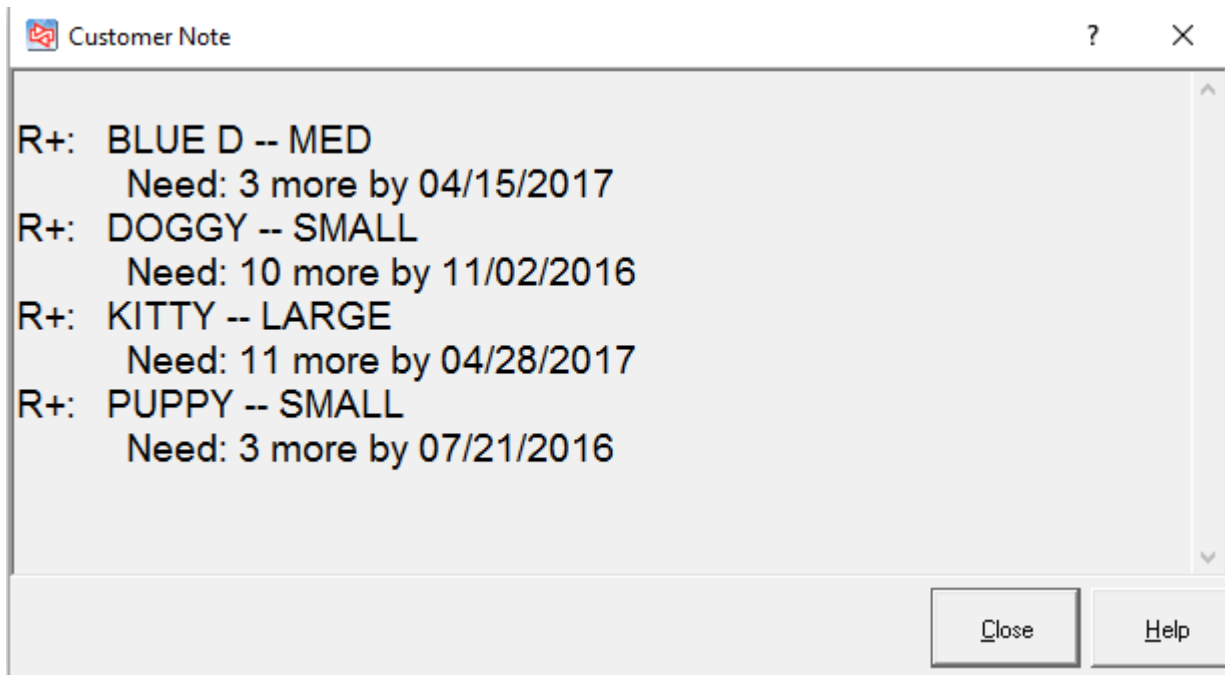 Customer Note
?
R+: BLUE D -- MED
Need: 3 more by 04/15/2017
R+: DOGGY -- SMALL
Need: 10 more by 11/02/2016
R+: KITTY -- LARGE
Need: 11 more by 04/28/2017
R+: PUPPY -- SMALL
Need: 3 more by 07/21/2016
Close
Help